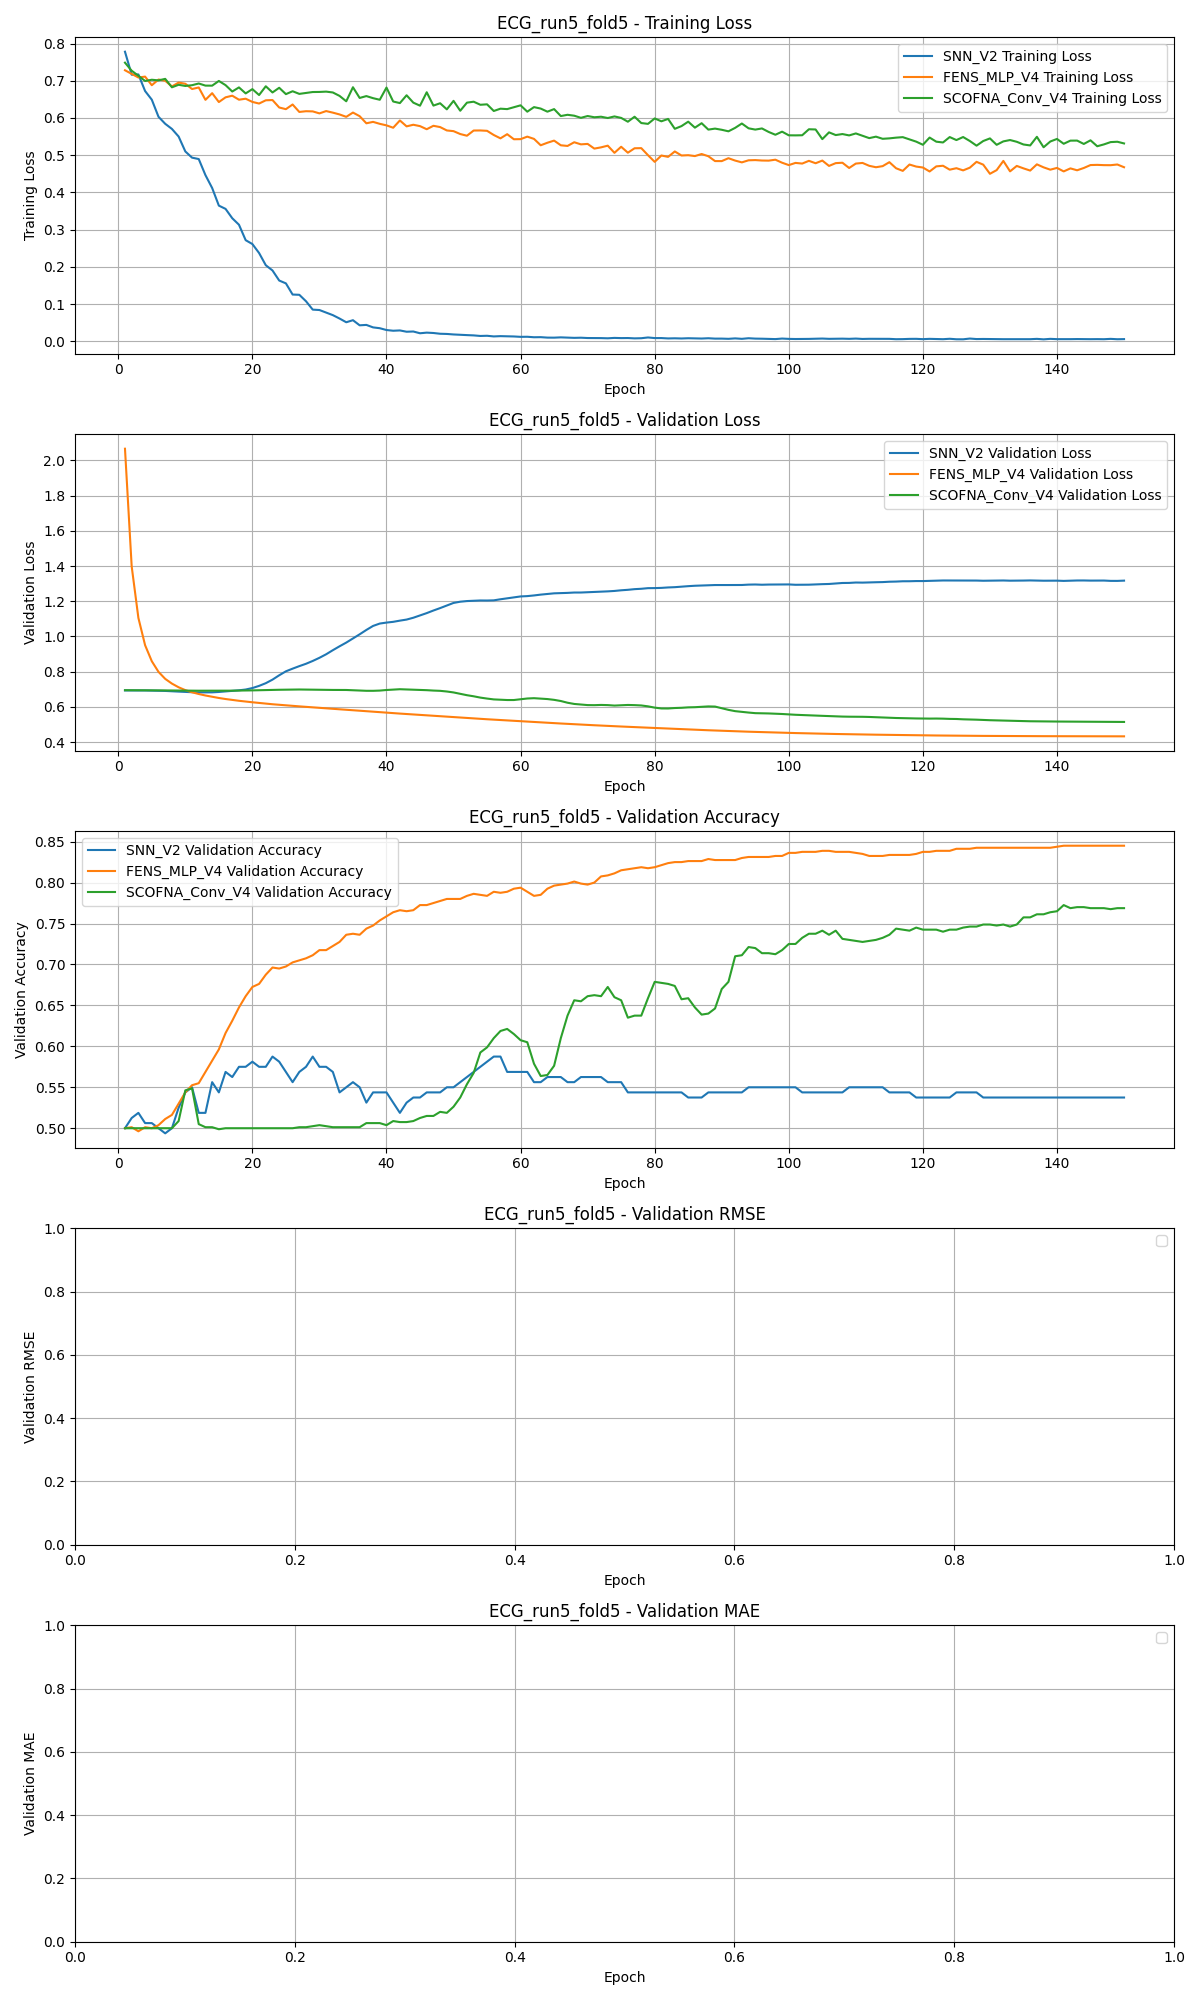 ECG_run5_fold5 - Training Loss
0.8
0.7
0.6
0.5
0.4
0.3
0.2
0.1
0.0
Training Loss
SNN_V2 Training Loss
FENS_MLP_V4 Training Loss
SCOFNA_Conv_V4 Training Loss
0 20 40 60 80 100 120 140
Epoch
ECG_run5_fold5 - Validation Loss
2.0
1.8
1.6
1.4
1.2
1.0
0.8
0.6
0.4
Validation Loss
SNN_V2 Validation Loss
FENS_MLP_V4 Validation Loss
SCOFNA_Conv_V4 Validation Loss
0 20 40 60 80 100 120 140
Epoch
ECG_run5_fold5 - Validation Accuracy
0.85
0.80
0.75
0.70
0.65
0.60
0.55
0.50
Validation Accuracy
SNN_V2 Validation Accuracy
FENS_MLP_V4 Validation Accuracy
SCOFNA_Conv_V4 Validation Accuracy
0 20 40 60 80 100 120 140
Epoch
ECG_run5_fold5 - Validation RMSE
1.0
0.8
0.6
0.4
0.2
0.0
Validation RMSE
0.0 0.2 0.4 0.6 0.8 1.0
Epoch
ECG_run5_fold5 - Validation MAE
1.0
0.8
0.6
0.4
0.2
0.0
Validation MAE
0.0 0.2 0.4 0.6 0.8 1.0
Epoch